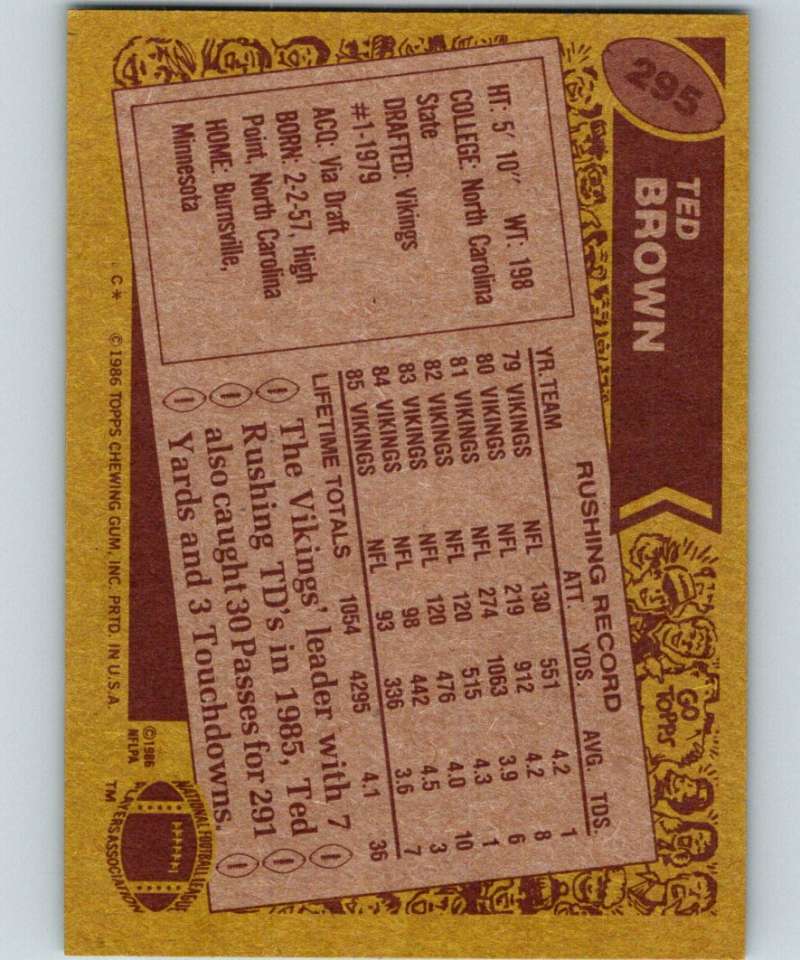 295
TED
BROWN
GO
TOPPS
HT: 5' 10" WT: 198
COLLEGE: North Carolina
State
DRAFTED: Vikings
#1-1979
ACQ: Via Draft
BORN: 2-2-57, High
Point, North Carolina
HOME: Burnsville,
Minnesota
RUSHING RECORD
YR. TEAM ATT. YDS. AVG. TDS.
79 VIKINGS NFL 130 551 4.2 1
80 VIKINGS NFL 219 912 4.2 8
81 VIKINGS NFL 274 1063 3.9 6
82 VIKINGS NFL 120 515 4.3 1
83 VIKINGS NFL 120 476 4.0 10
84 VIKINGS NFL 98 442 4.5 3
85 VIKINGS NFL 93 336 3.6 7
LIFETIME TOTALS 1054 4295 4.1 36
The Vikings' leader with 7
Rushing TD's in 1985, Ted
also caught 30 Passes for 291
Yards and 3 Touchdowns.
C* ©1986 TOPPS CHEWING GUM, INC. PRTD. IN U.S.A.
©1986
NFLPA
NATIONAL FOOTBALL LEAGUE
PLAYERS ASSOCIATION
TM